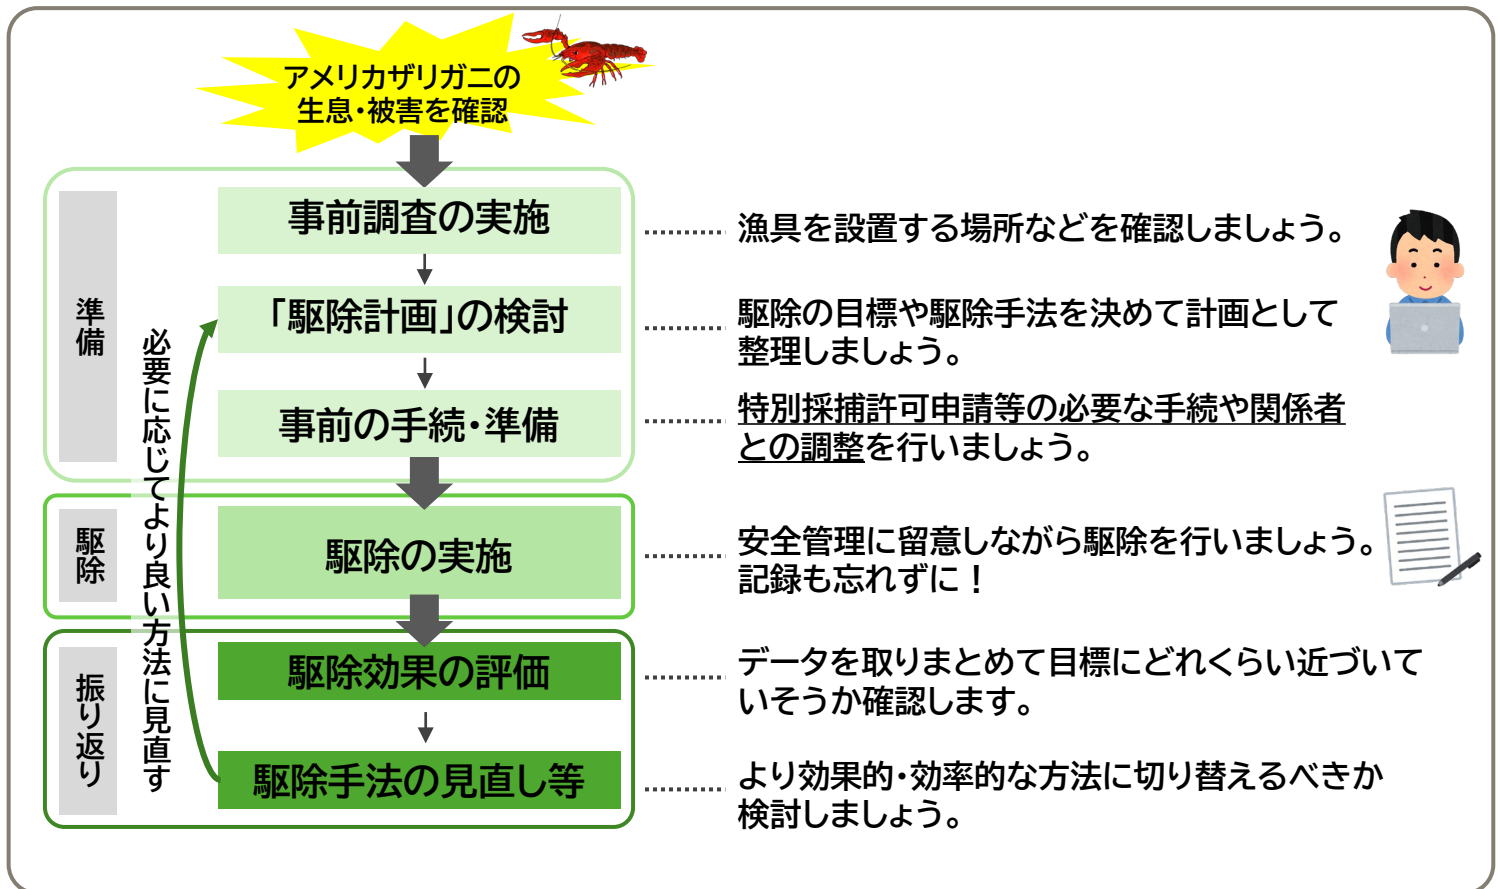 アメリカザリガニの
生息・被害を確認
準備
事前調査の実施
漁具を設置する場所などを確認しましょう。
「駆除計画」の検討
駆除の目標や駆除手法を決めて計画として
整理しましょう。
事前の手続・準備
特別採捕許可申請等の必要な手続や関係者
との調整を行いましょう。
必要に応じてより良い方法に見直す
駆除
駆除の実施
安全管理に留意しながら駆除を行いましょう。
記録も忘れずに！
振り返り
駆除効果の評価
データを取りまとめて目標にどれくらい近づいて
いそうか確認します。
駆除手法の見直し等
より効果的・効率的な方法に切り替えるべきか
検討しましょう。